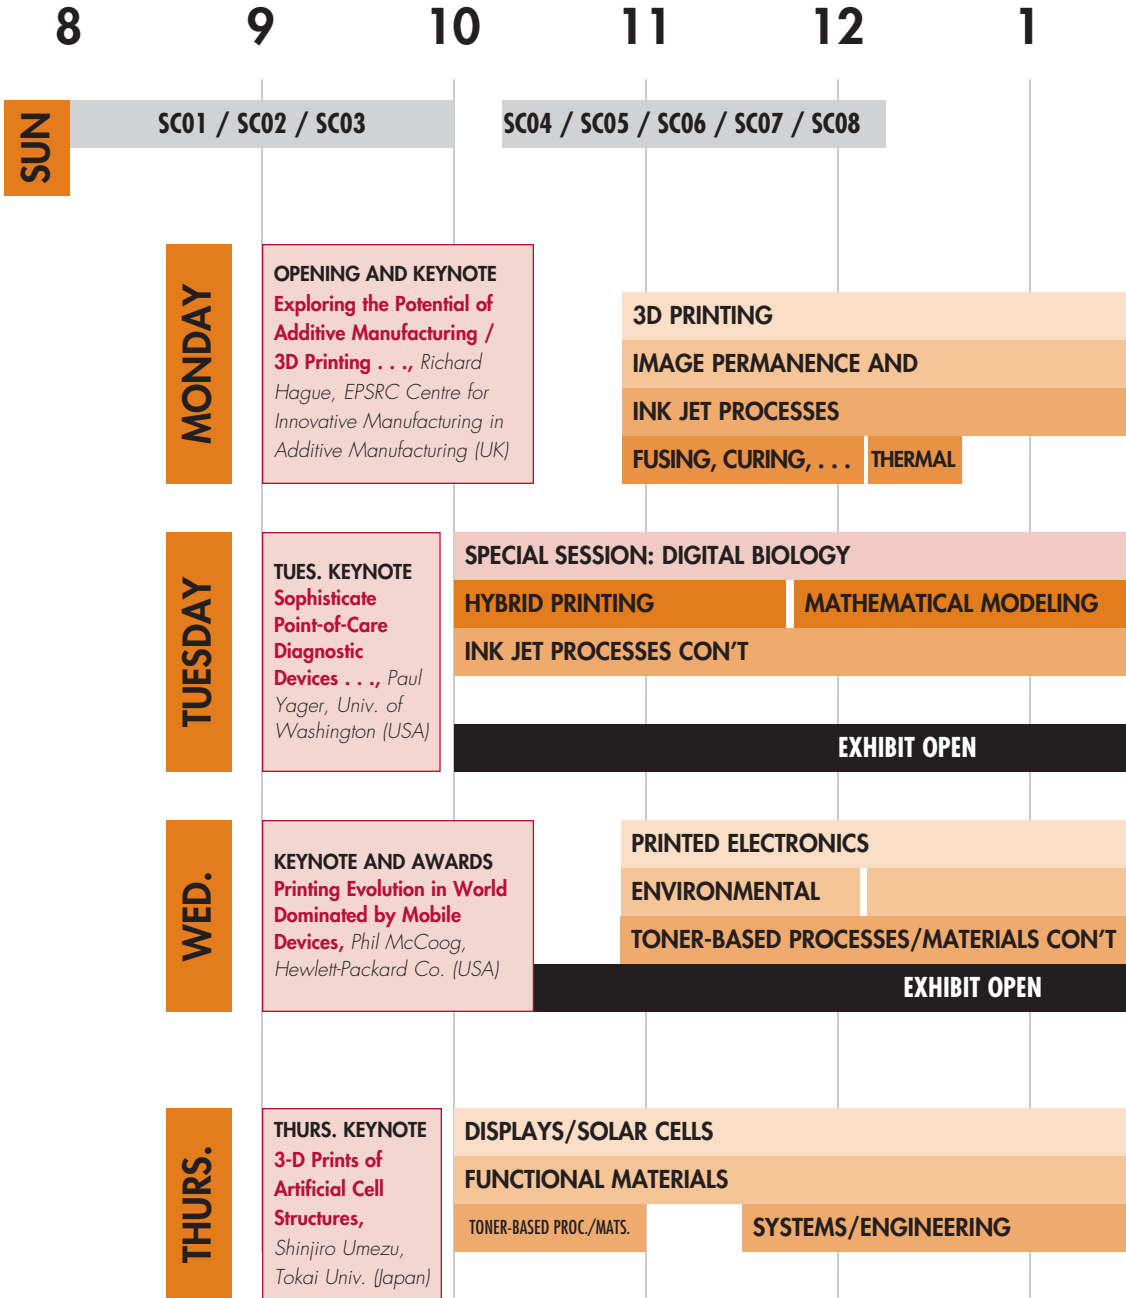 8 9 10 11 12 1
SUN
SC01 / SC02 / SC03
SC04 / SC05 / SC06 / SC07 / SC08
MONDAY
OPENING AND KEYNOTE
Exploring the Potential of
Additive Manufacturing /
3D Printing . . ., Richard
Hague, EPSRC Centre for
Innovative Manufacturing in
Additive Manufacturing (UK)
3D PRINTING
IMAGE PERMANENCE AND
INK JET PROCESSES
FUSING, CURING, . . .
THERMAL
TUESDAY
TUES. KEYNOTE
Sophisticate
Point-of-Care
Diagnostic
Devices . . ., Paul
Yager, Univ. of
Washington (USA)
SPECIAL SESSION: DIGITAL BIOLOGY
HYBRID PRINTING
MATHEMATICAL MODELING
INK JET PROCESSES CON'T
EXHIBIT OPEN
WED.
KEYNOTE AND AWARDS
Printing Evolution in World
Dominated by Mobile
Devices, Phil McCoog,
Hewlett-Packard Co. (USA)
PRINTED ELECTRONICS
ENVIRONMENTAL
TONER-BASED PROCESSES/MATERIALS CON'T
EXHIBIT OPEN
THURS.
THURS. KEYNOTE
3-D Prints of
Artificial Cell
Structures,
Shinjiro Umezu,
Tokai Univ. (Japan)
DISPLAYS/SOLAR CELLS
FUNCTIONAL MATERIALS
TONER-BASED PROC./MATS.
SYSTEMS/ENGINEERING